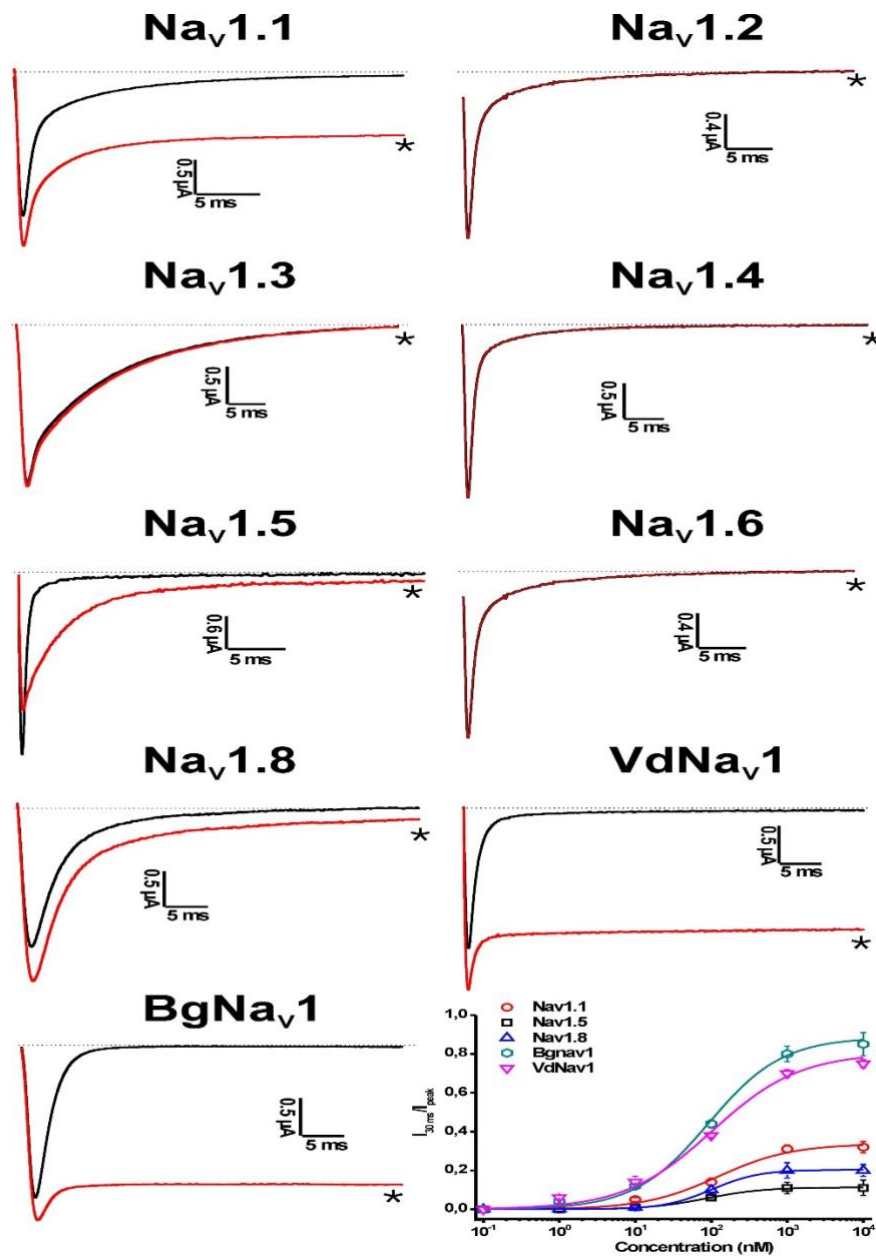 Nav1.1
Nav1.2
*
0.5 µA
5 ms
*
0.4 µA
5 ms
Nav1.3
Nav1.4
*
0.5 µA
5 ms
*
0.5 µA
5 ms
Nav1.5
Nav1.6
*
0.6 µA
5 ms
*
0.4 µA
5 ms
Nav1.8
VdNav1
*
0.5 µA
5 ms
*
0.5 µA
5 ms
BgNav1
*
0.5 µA
5 ms
Nav1.1
Nav1.5
Nav1.8
Bgnav1
VdNav1
I30 ms/Ipeak
1,0
0,8
0,6
0,4
0,2
0,0
10-1 100 101 102 103 104
Concentration (nM)